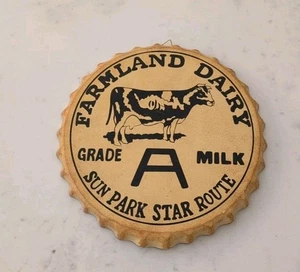 FARMLAND DAIRY
GRADE A MILK
SUN PARK STAR ROUTE